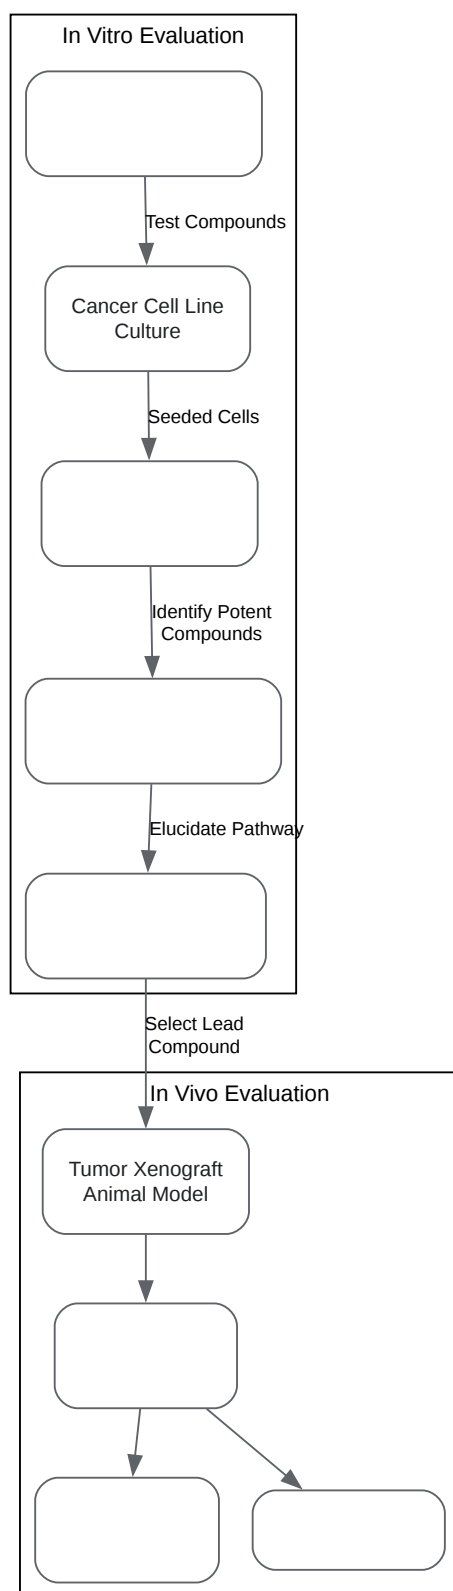 In Vitro Evaluation
Test Compounds
Cancer Cell Line
Culture
Seeded Cells
Identify Potent
Compounds
Elucidate Pathway
Select Lead
Compound
In Vivo Evaluation
Tumor Xenograft
Animal Model